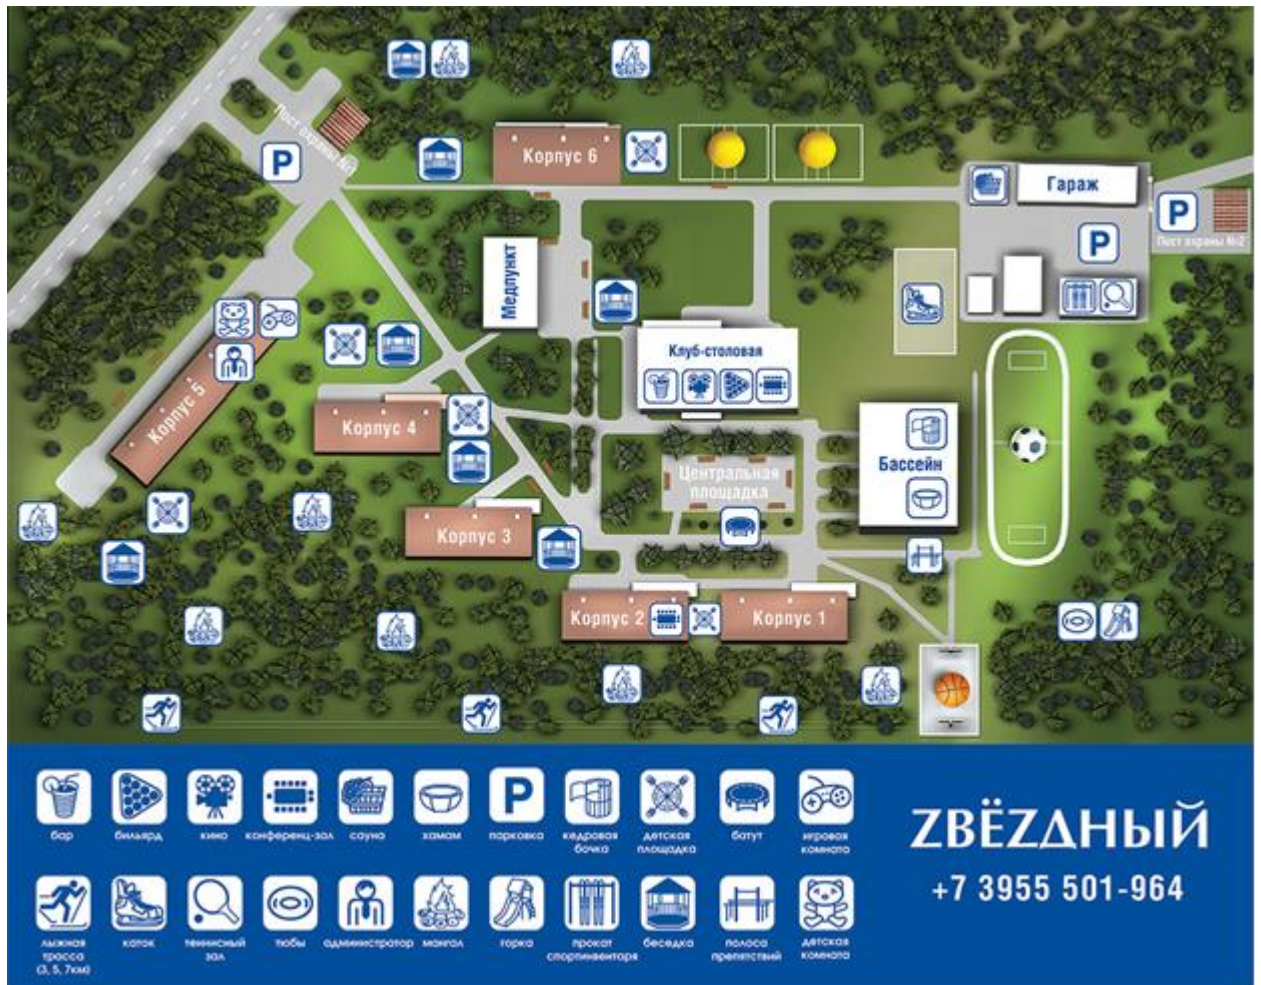 Пост охраны №1
P
Корпус 6
Гараж
P
Пост охраны №2
P
Медпункт
Клуб-столовая
Корпус 5
Корпус 4
Бассейн
Центральная
площадка
Корпус 3
Корпус 2
Корпус 1
бар
бильярд
кино
конференц-зал
сауна
хамам
P
парковка
кедровая
бочка
детская
площадка
батут
игровая
комната
лыжная
трасса
(3, 5, 7км)
каток
теннисный
зал
тюбы
администратор
мангал
горка
прокат
спортинвентаря
беседка
полоса
препятствий
детская
комната
ZВЁZДНЫЙ
+7 3955 501-964